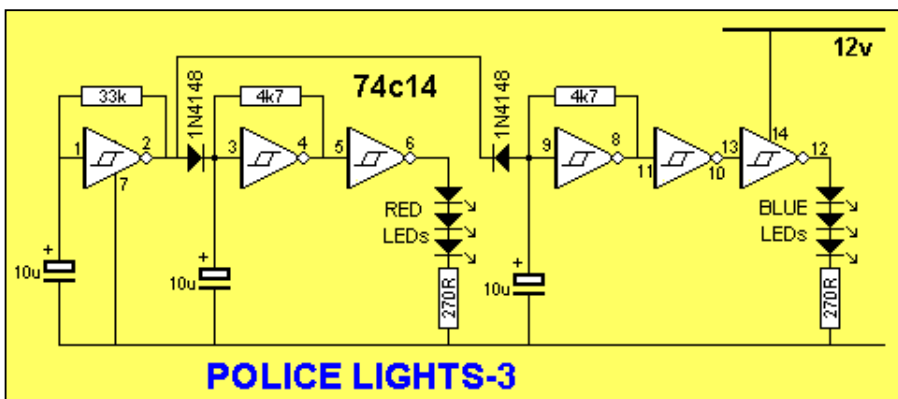 12v
1N4148
74c14
1N4148
33k
4k7
4k7
1
2
3
4
5
6
9
8
11
10
13
14
12
7
RED
LEDs
BLUE
LEDs
+
10u
+
10u
+
10u
270R
270R
POLICE LIGHTS-3